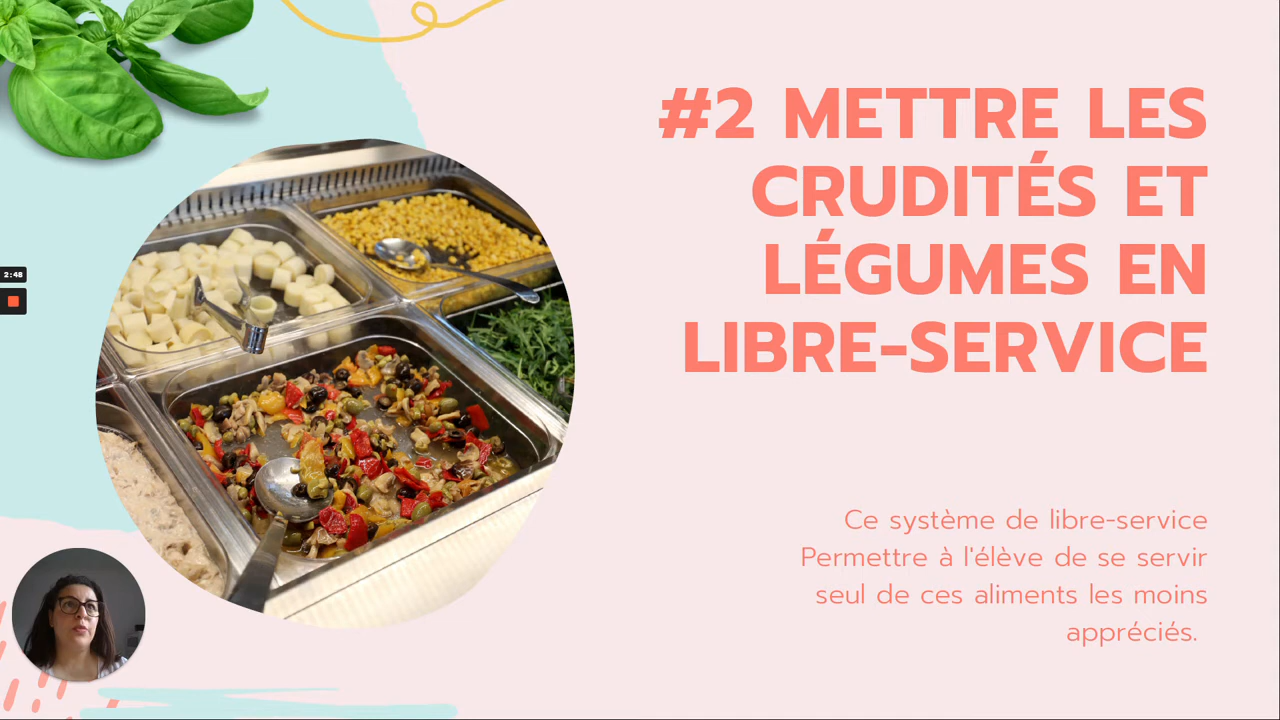 #2 METTRE LES
CRUDITÉS ET
LÉGUMES EN
LIBRE-SERVICE
Ce système de libre-service
Permettre à l'élève de se servir
seul de ces aliments les moins
appréciés.
2:48